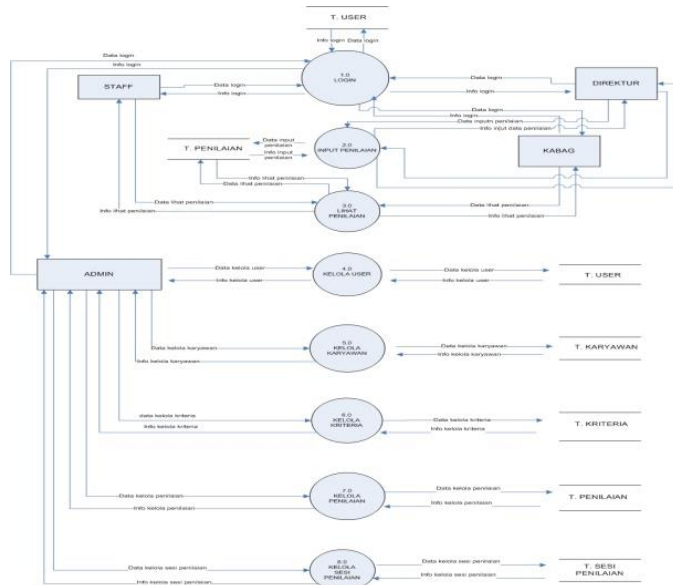 T. USER
Data login
Info login
Info login
Data login
1.0
LOGIN
STAFF
Data login
Info login
Data login
Info login
DIREKTUR
Data login
Info login
Data inputn penilaian
Info input data penilaian
KABAG
T. PENILAIAN
Data input
penilaian
Info input
penilaian
2.0
INPUT PENILAIAN
Info lihat penilaian
Data lihat penilaian
Data lihat penilaian
Info lihat penilaian
3.0
LIHAT
PENILAIAN
Data lihat penilaian
Info lihat penilaian
ADMIN
Data kelola user
Info kelola user
4.0
KELOLA USER
Data kelola user
Info kelola user
T. USER
Data kelola karyawan
Info kelola karyawan
5.0
KELOLA
KARYAWAN
Data kelola karyawan
Info kelola karyawan
T. KARYAWAN
data kelola kriteria
Info kelola kriteria
6.0
KELOLA
KRITERIA
Data kelola kriteria
Info kelola kriteria
T. KRITERIA
Data kelola penilaian
Info kelola penilaian
7.0
KELOLA
PENILAIAN
Data kelola penilaian
Info kelola penilaian
T. PENILAIAN
Data kelola sesi penilaian
Info kelola sesi penilaian
8.0
KELOLA
SESI
PENILAIAN
Data kelola sesi penilaian
Info kelola sesi penilaian
T. SESI
PENILAIAN